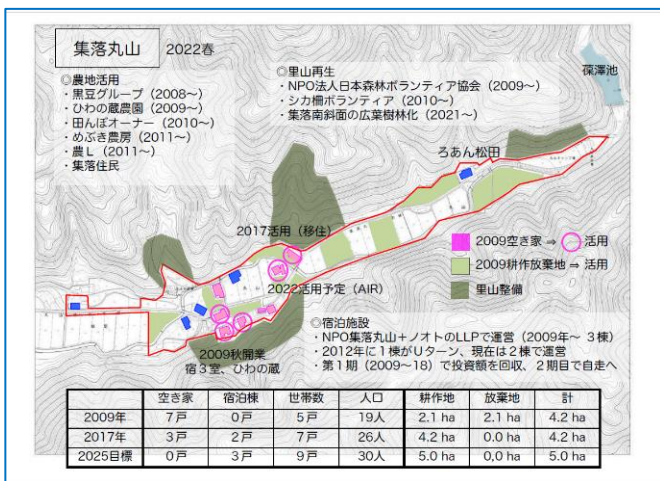 集落丸山 2022春
◎農地活用
・黒豆グループ（2008～）
・ひわの蔵農園（2009～）
・田んぼオーナー（2010～）
・めぶき農房（2011～）
・農L（2011～）
・集落住民
◎里山再生
・NPO法人日本森林ボランティア協会（2009～）
・シカ柵ボランティア（2010～）
・集落南斜面の広葉樹林化（2021～）
葭澤池
ろあん松田
2017活用（移住）
2009空き家 ⇒ 活用
2009耕作放棄地 ⇒ 活用
里山整備
2022活用予定（AIR）
2009秋開業
宿3室、ひわの蔵
◎宿泊施設
・NPO集落丸山＋ノオトのLLPで運営（2009年～ 3棟）
・2012年に1棟がリターン、現在は2棟で運営
・第1期（2009～18）で投資額を回収、2期目で自走へ
空き家 宿泊棟 世帯数 人口 耕作地 放棄地 計
2009年 7戸 0戸 5戸 19人 2.1 ha 2.1 ha 4.2 ha
2017年 3戸 2戸 7戸 26人 4.2 ha 0.0 ha 4.2 ha
2025目標 0戸 3戸 9戸 30人 5.0 ha 0,0 ha 5.0 ha